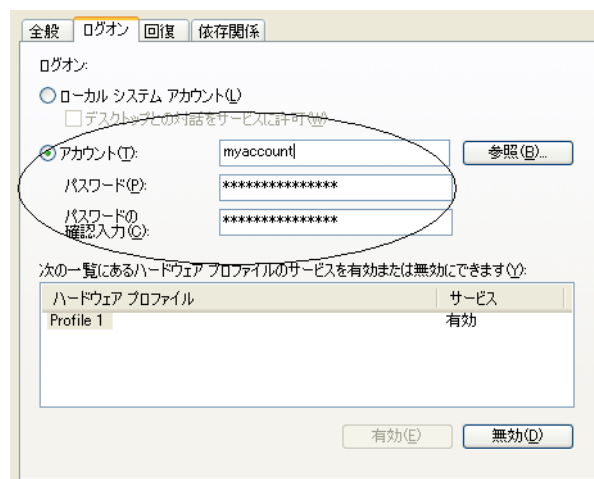 全般 ログオン 回復 依存関係
ログオン:
ローカル システム アカウント(L)
デスクトップとの対話をサービスに許可(W)
アカウント(T): myaccount 参照(B)...
パスワード(P): ***************
パスワードの
確認入力(C): ***************
次の一覧にあるハードウェア プロファイルのサービスを有効または無効にできます(Y):
ハードウェア プロファイル サービス
Profile 1 有効
有効(E) 無効(D)